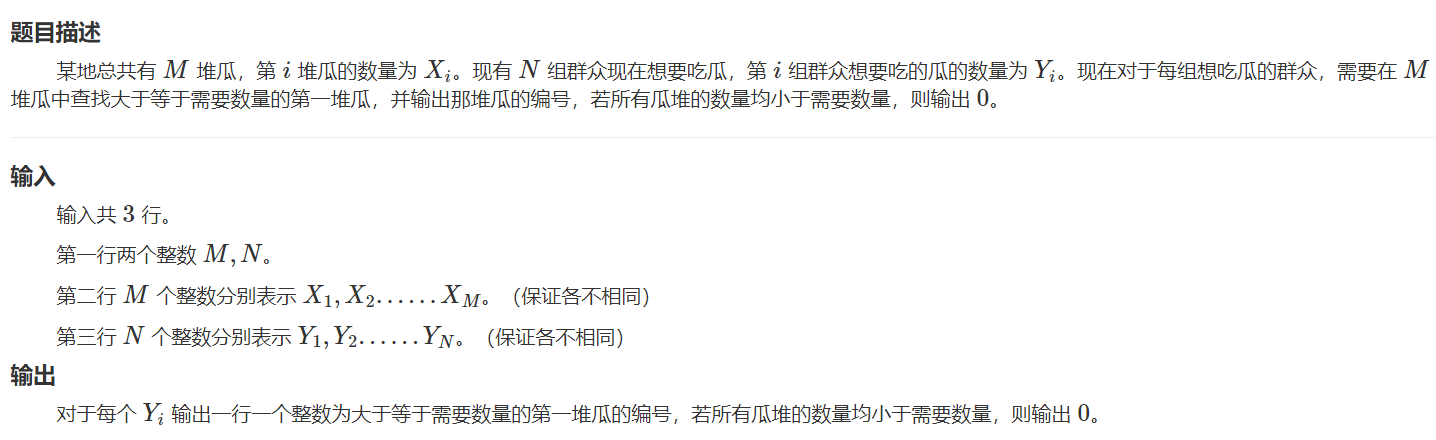 题目描述
某地总共有 M 堆瓜，第 i 堆瓜的数量为 Xi。现有 N 组群众现在想要吃瓜，第 i 组群众想要吃的瓜的数量为 Yi。现在对于每组想吃瓜的群众，需要在 M
堆瓜中查找大于等于需要数量的第一堆瓜，并输出那堆瓜的编号，若所有瓜堆的数量均小于需要数量，则输出 0。
输入
输入共 3 行。
第一行两个整数 M, N。
第二行 M 个整数分别表示 X1, X2. . . . . . XM。（保证各不相同）
第三行 N 个整数分别表示 Y1, Y2. . . . . . YN。（保证各不相同）
输出
对于每个 Yi 输出一行一个整数为大于等于需要数量的第一堆瓜的编号，若所有瓜堆的数量均小于需要数量，则输出 0。